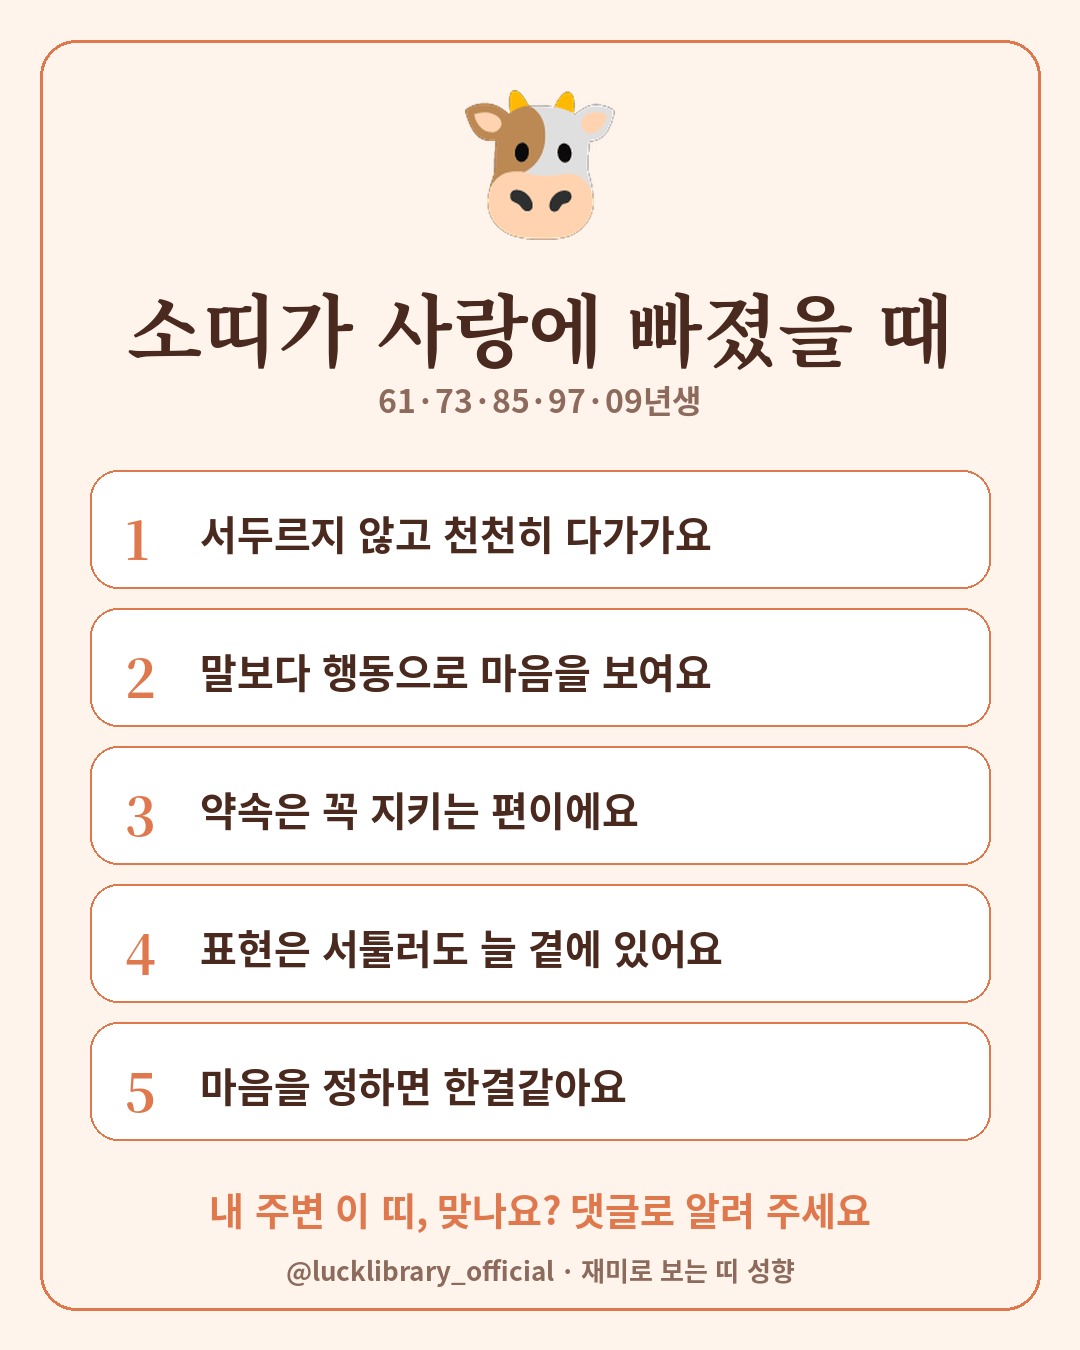 소띠가 사랑에 빠졌을 때
61·73·85·97·09년생
1 서두르지 않고 천천히 다가가요
2 말보다 행동으로 마음을 보여요
3 약속은 꼭 지키는 편이에요
4 표현은 서툴러도 늘 곁에 있어요
5 마음을 정하면 한결같아요
내 주변 이 띠, 맞나요? 댓글로 알려 주세요
@lucklibrary_official · 재미로 보는 띠 성향